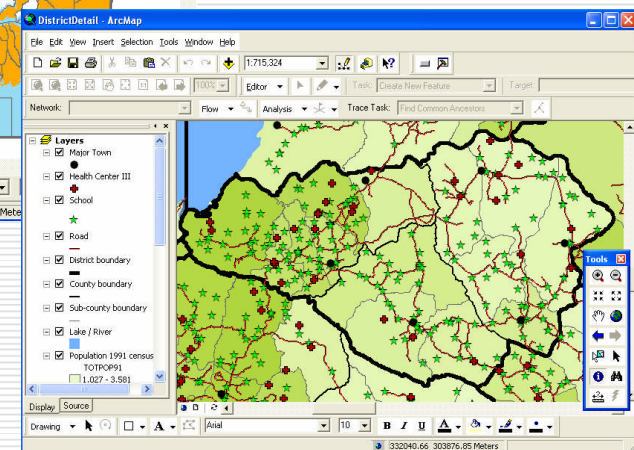 DistrictDetail - ArcMap
File Edit View Insert Selection Tools Window Help
1:715,324
100% Editor Task: Create New Feature Target:
Network: Flow Analysis Trace Task: Find Common Ancestors
Layers
Major Town
Health Center III
School
Road
District boundary
County boundary
Sub-county boundary
Lake / River
Population 1991 census
TOTPOP91
1.027 - 3.581
Display Source
Tools
Mete
Drawing A Arial 10 B I U A
332040.66 303876.85 Meters